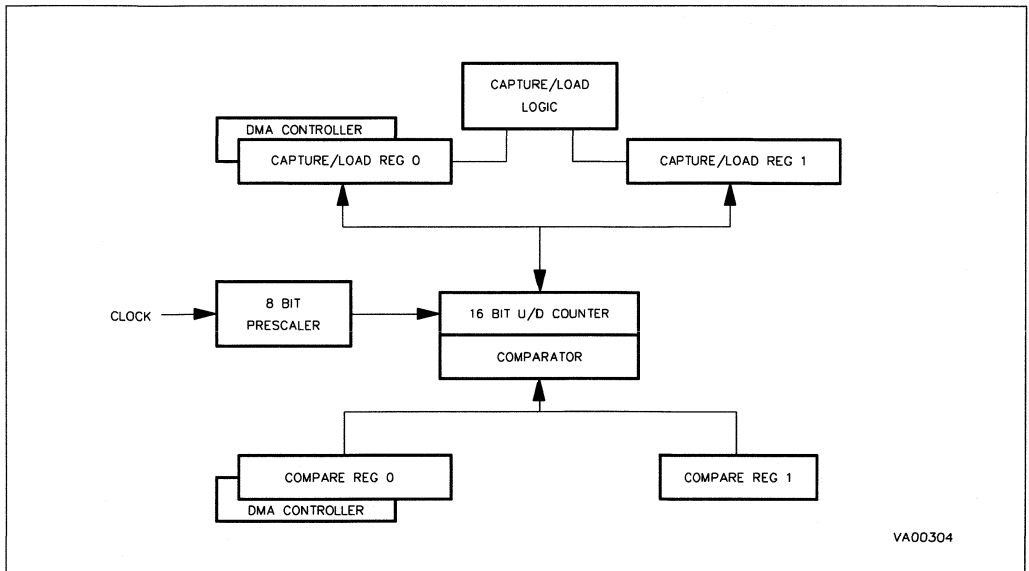 CAPTURE/LOAD
LOGIC
DMA CONTROLLER
CAPTURE/LOAD REG 0
CAPTURE/LOAD REG 1
CLOCK
8 BIT
PRESCALER
16 BIT U/D COUNTER
COMPARATOR
COMPARE REG 0
COMPARE REG 1
DMA CONTROLLER
VA00304